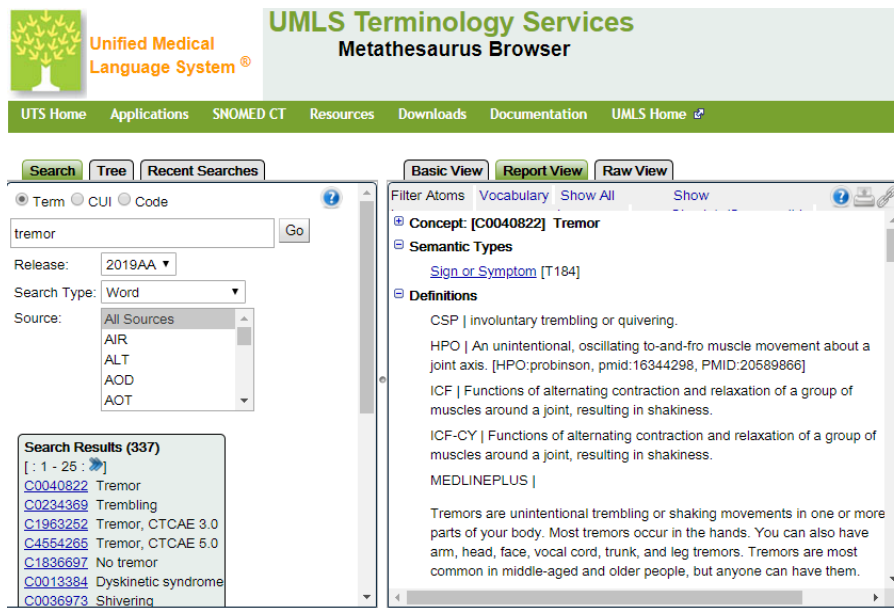 UMLS Terminology Services
Metathesaurus Browser
Unified Medical
Language System ®
UTS Home Applications SNOMED CT Resources Downloads Documentation UMLS Home
Search Tree Recent Searches
Term CUI Code
tremor Go
Release: 2019AA
Search Type: Word
Source: All Sources
AIR
ALT
AOD
AOT
Search Results (337)
[ : 1 - 25 : ]
C0040822 Tremor
C0234369 Trembling
C1963252 Tremor, CTCAE 3.0
C4554265 Tremor, CTCAE 5.0
C1836697 No tremor
C0013384 Dyskinetic syndrome
C0036973 Shivering
Basic View Report View Raw View
Filter Atoms Vocabulary Show All Show
Concept: [C0040822] Tremor
Semantic Types
Sign or Symptom [T184]
Definitions
CSP | involuntary trembling or quivering.
HPO | An unintentional, oscillating to-and-fro muscle movement about a
joint axis. [HPO:probinson, pmid:16344298, PMID:20589866]
ICF | Functions of alternating contraction and relaxation of a group of
muscles around a joint, resulting in shakiness.
ICF-CY | Functions of alternating contraction and relaxation of a group of
muscles around a joint, resulting in shakiness.
MEDLINEPLUS |
Tremors are unintentional trembling or shaking movements in one or more
parts of your body. Most tremors occur in the hands. You can also have
arm, head, face, vocal cord, trunk, and leg tremors. Tremors are most
common in middle-aged and older people, but anyone can have them.